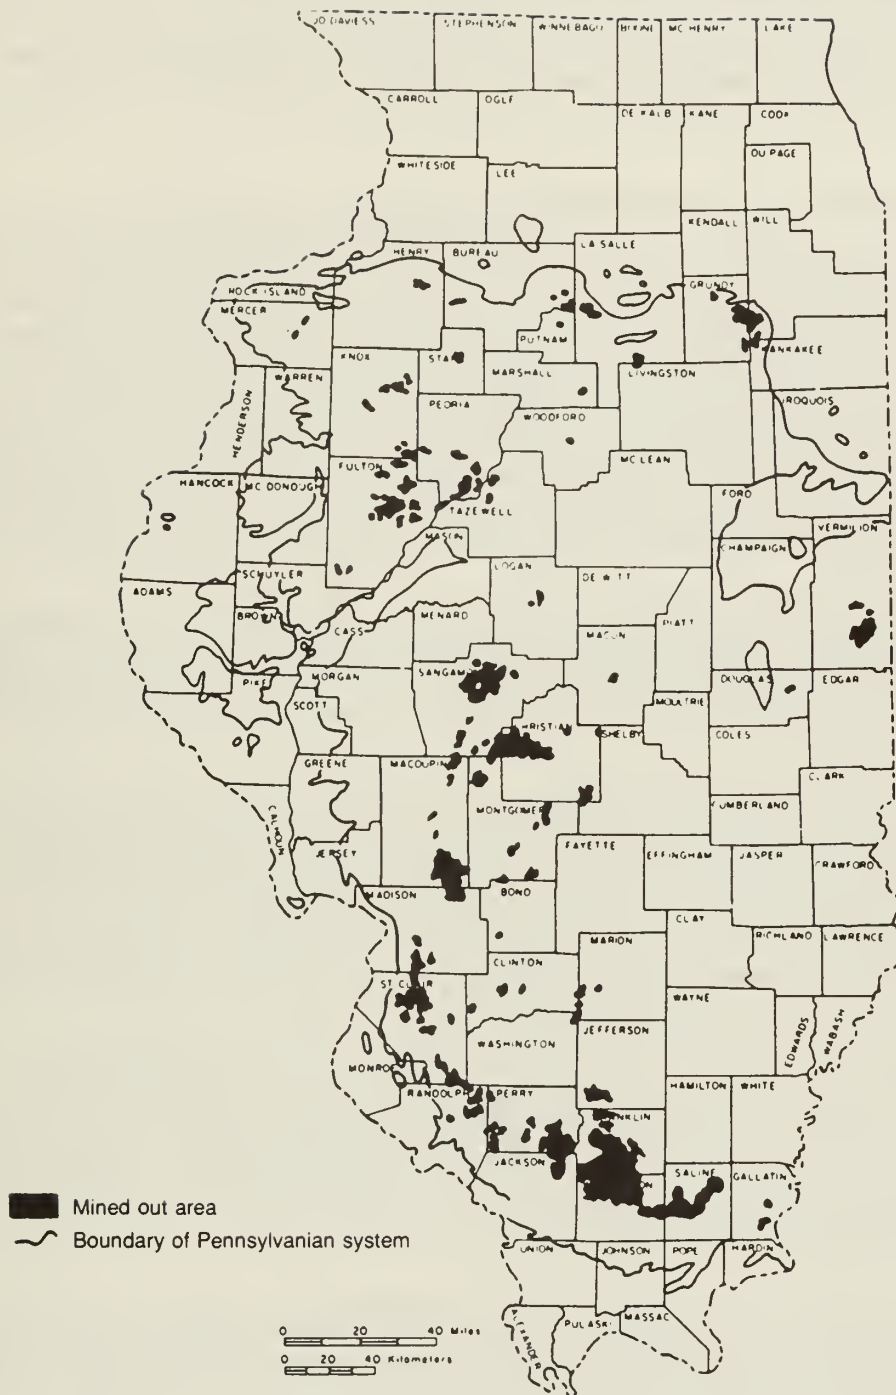 JO DAVIESS
STEPHENSON
WINNEBAGO
BOONE
MC HENRY
LAKE
CARROLL
OGLE
DE KALB
KANE
COOK
DU PAGE
WHITESIDE
LEE
KENDALL
WILL
HENRY
BUREAU
LA SALLE
ROCK ISLAND
GRUNDY
MERCER
PUTNAM
KANKAKEE
KNOX
STA
MARSHALL
LIVINGSTON
WARREN
HENDERSON
PEORIA
WOODFORD
IROQUOIS
FULTON
MC LEAN
HANCOCK
MC DONOUGH
TAZEWELL
FORD
VERMILION
MASON
CHAMPAIGN
SCHUYLER
LOGAN
DE WITT
ADAMS
BROWN
CASS
MENARD
MACON
PIATT
PIKE
MORGAN
SANGAM
DOUGLAS
EDGAR
SCOTT
HRISTIAN
SHELBY
MOULTRIE
COLES
GREENE
MACOUPIN
CLARK
CALHOUN
MONTGOMER
CUMBERLAND
JERSEY
FAYETTE
EFFINGHAM
JASPER
CRAWFORD
MADISON
BOND
CLAY
RICHLAND
LAWRENCE
MARION
ST CLAIR
CLINTON
WAYNE
EDWARDS
WABASH
WASHINGTON
JEFFERSON
MONROE
RANDOLPH
PERRY
HAMILTON
WHITE
NKLIN
JACKSON
ON
SALINE
GALLATIN
Mined out area
Boundary of Pennsylvanian system
UNION
JOHNSON
POPE
HARDIN
ALEXANDER
PULASKI
MASSAC
0 20 40 Miles
0 20 40 Kilometers